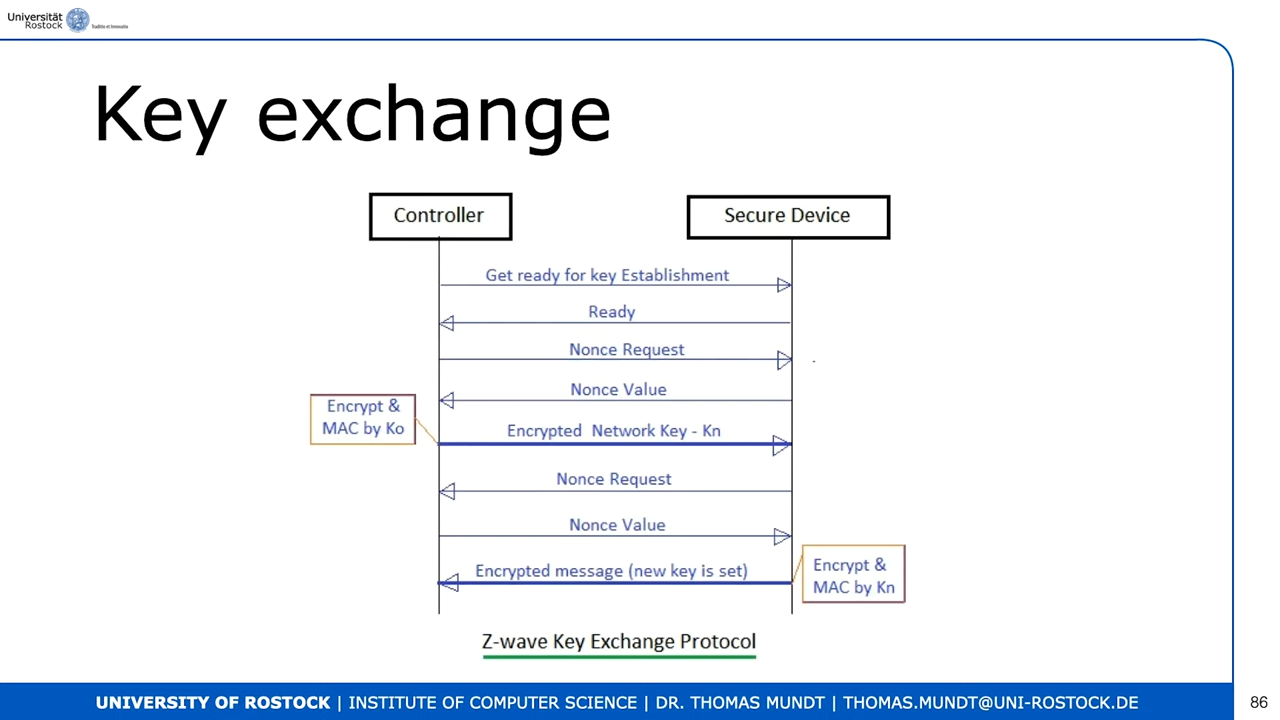 Universität
Rostock
Traditio et Innovatio
Key exchange
Controller
Secure Device
Get ready for key Establishment
Ready
Nonce Request
Nonce Value
Encrypt &
MAC by Ko
Encrypted Network Key - Kn
Nonce Request
Nonce Value
Encrypted message (new key is set)
Encrypt &
MAC by Kn
Z-wave Key Exchange Protocol
UNIVERSITY OF ROSTOCK | INSTITUTE OF COMPUTER SCIENCE | DR. THOMAS MUNDT | THOMAS.MUNDT@UNI-ROSTOCK.DE
86